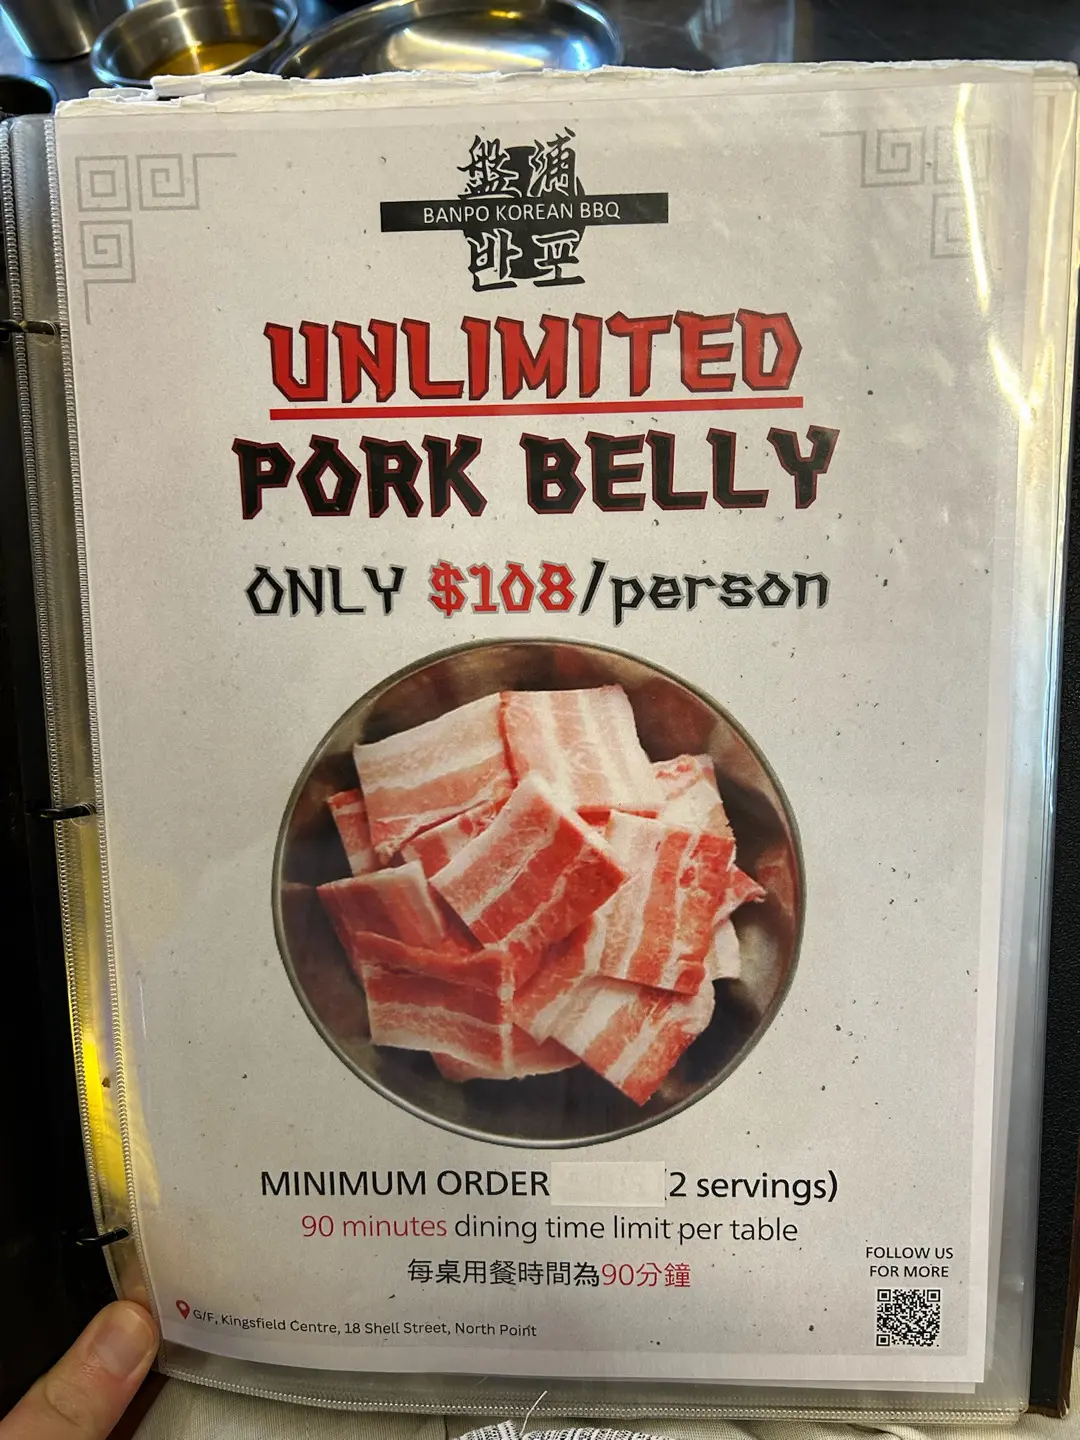 盤浦
BANPO KOREAN BBQ
반포
UNLIMITED
PORK BELLY
ONLY $108/person
MINIMUM ORDER (2 servings)
90 minutes dining time limit per table
每桌用餐時間為90分鐘
FOLLOW US
FOR MORE
G/F, Kingsfield Centre, 18 Shell Street, North Point